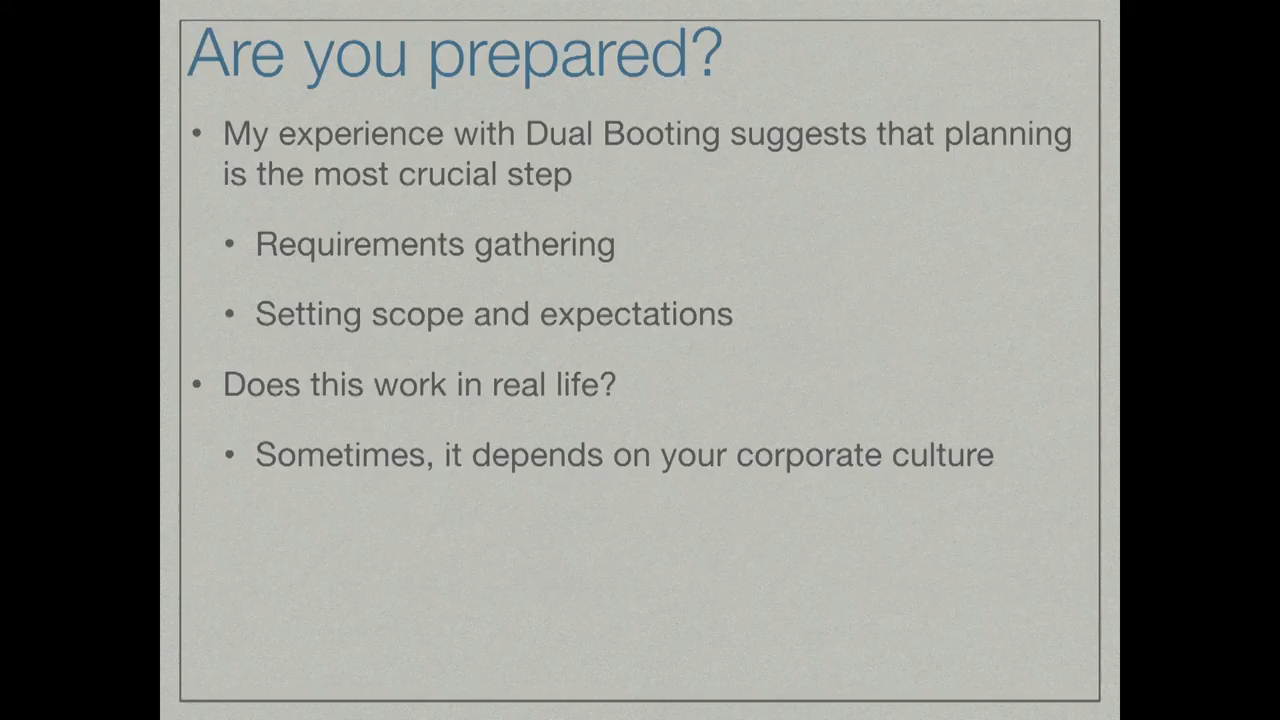 Are you prepared?
• My experience with Dual Booting suggests that planning
is the most crucial step
• Requirements gathering
• Setting scope and expectations
• Does this work in real life?
• Sometimes, it depends on your corporate culture